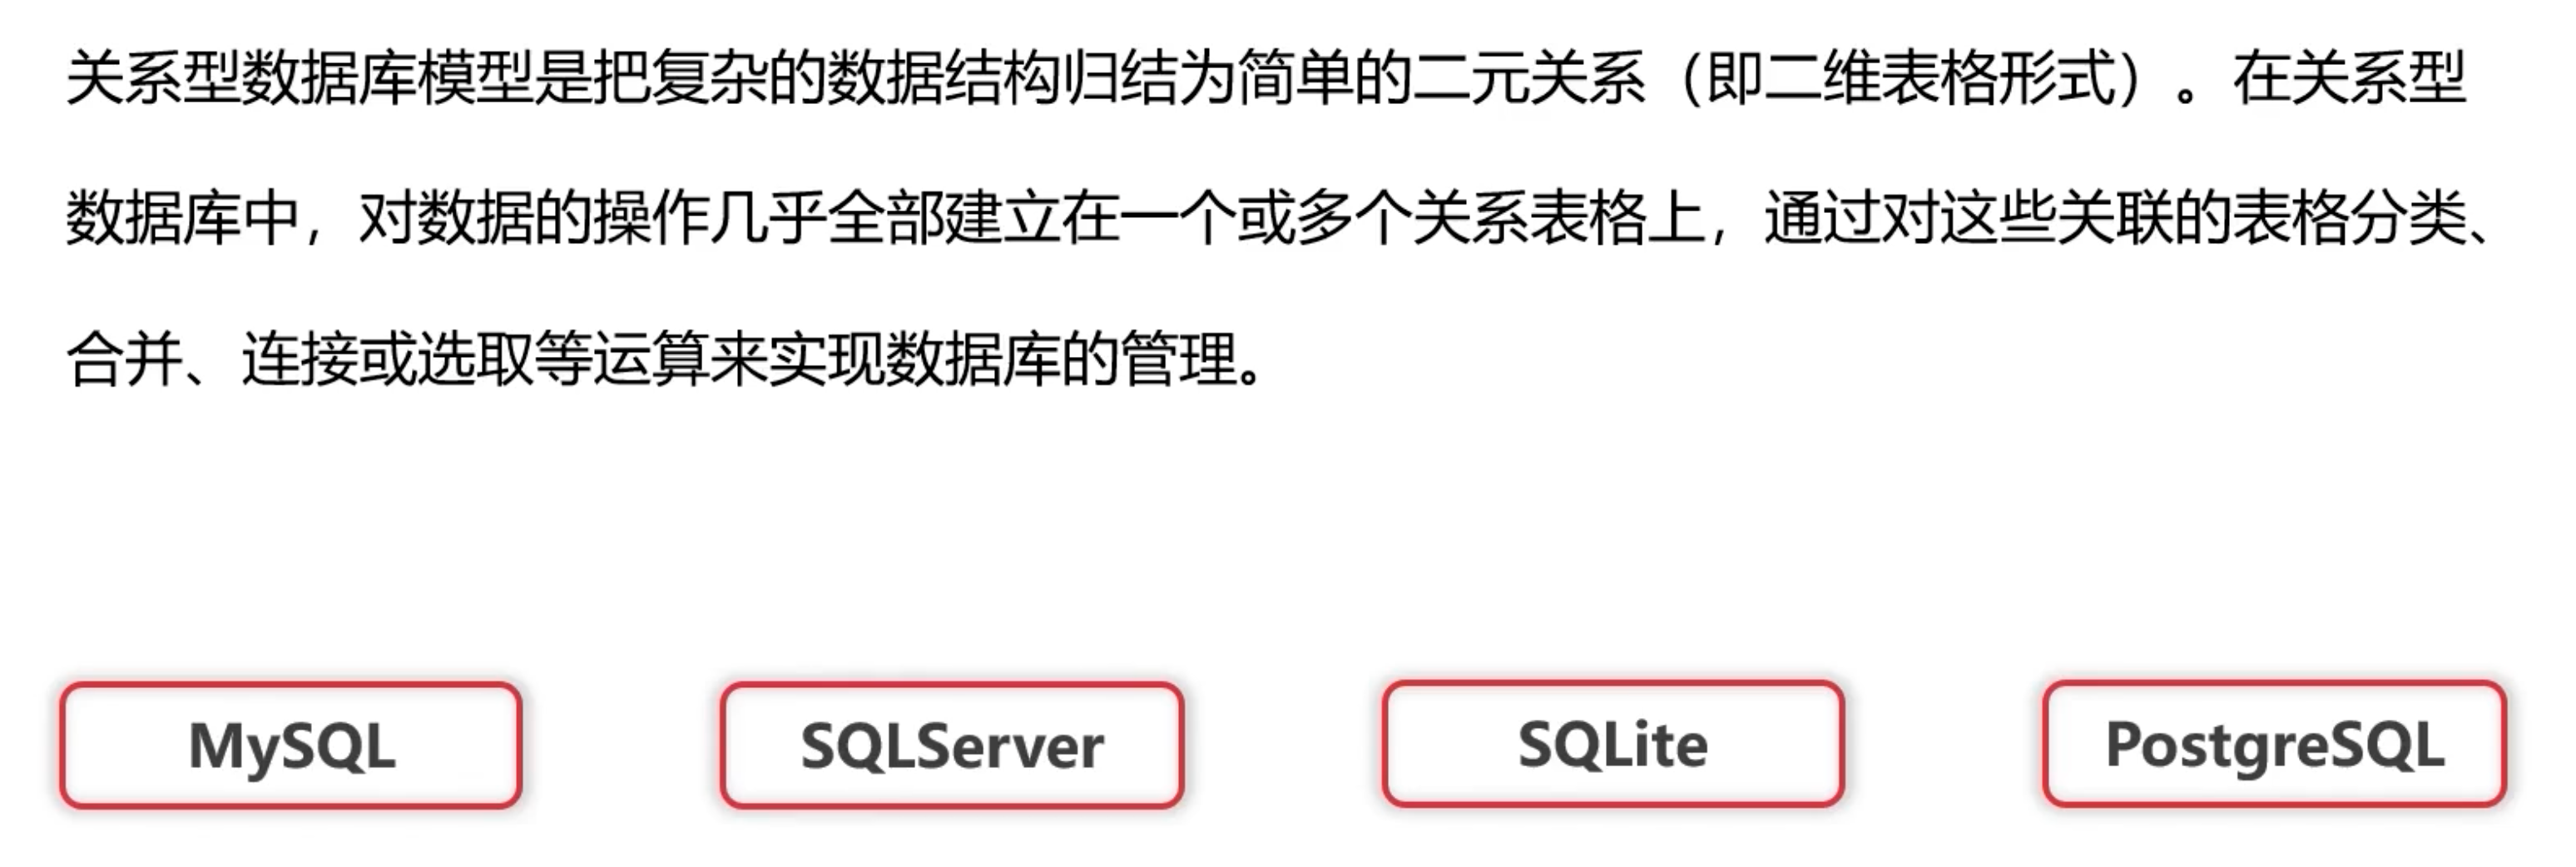 关系型数据库模型是把复杂的数据结构归结为简单的二元关系（即二维表格形式）。在关系型
数据库中，对数据的操作几乎全部建立在一个或多个关系表格上，通过对这些关联的表格分类、
合并、连接或选取等运算来实现数据库的管理。
MySQL
SQLServer
SQLite
PostgreSQL